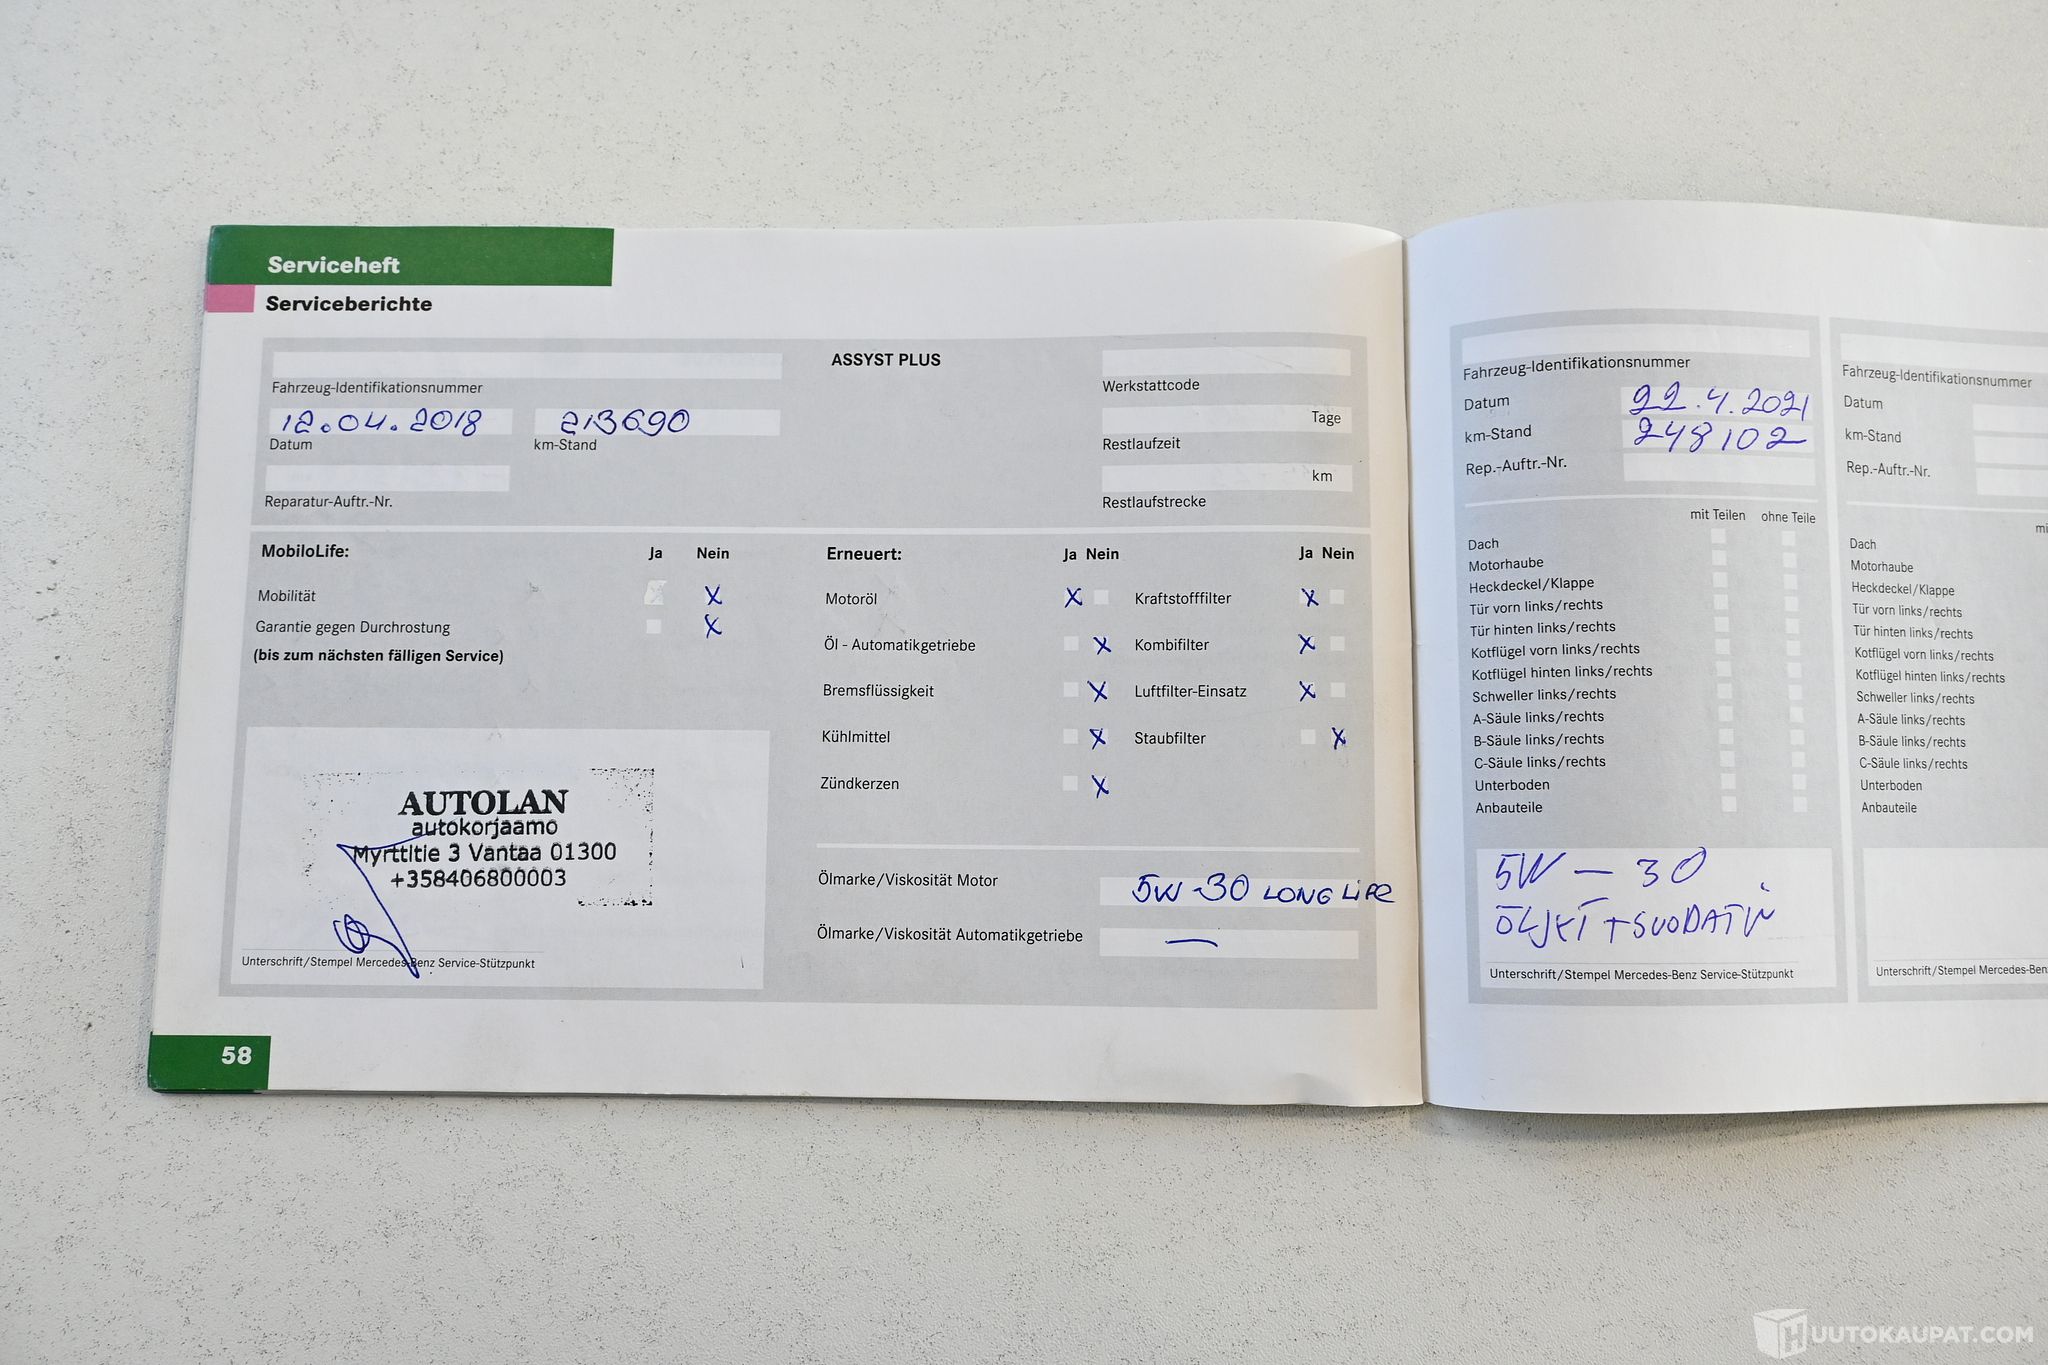 Serviceheft
Serviceberichte
ASSYST PLUS
Fahrzeug-Identifikationsnummer
Werkstattcode
12.04.2018 213690
Datum km-Stand
Tage
Restlaufzeit
km
Reparatur-Auftr.-Nr.
Restlaufstrecke
MobiloLife: Ja Nein
Mobilität X
Garantie gegen Durchrostung X
(bis zum nächsten fälligen Service)
Erneuert: Ja Nein Ja Nein
Motoröl X Kraftstofffilter X
Öl - Automatikgetriebe X Kombifilter X
Bremsflüssigkeit X Luftfilter-Einsatz X
Kühlmittel X Staubfilter X
Zündkerzen X
AUTOLAN
autokorjaamo
Myrttitie 3 Vantaa 01300
+358406800003
Unterschrift/Stempel Mercedes-Benz Service-Stützpunkt
Ölmarke/Viskosität Motor 5W-30 LONG LIFE
Ölmarke/Viskosität Automatikgetriebe —
58
Fahrzeug-Identifikationsnummer
Datum 22.4.2021
km-Stand 248102
Rep.-Auftr.-Nr.
mit Teilen ohne Teile
Dach
Motorhaube
Heckdeckel/Klappe
Tür vorn links/rechts
Tür hinten links/rechts
Kotflügel vorn links/rechts
Kotflügel hinten links/rechts
Schweller links/rechts
A-Säule links/rechts
B-Säule links/rechts
C-Säule links/rechts
Unterboden
Anbauteile
5W — 30
ÖLJYT + SUODATIN
Unterschrift/Stempel Mercedes-Benz Service-Stützpunkt
Fahrzeug-Identifikationsnummer
Datum
km-Stand
Rep.-Auftr.-Nr.
mi
Dach
Motorhaube
Heckdeckel/Klappe
Tür vorn links/rechts
Tür hinten links/rechts
Kotflügel vorn links/rechts
Kotflügel hinten links/rechts
Schweller links/rechts
A-Säule links/rechts
B-Säule links/rechts
C-Säule links/rechts
Unterboden
Anbauteile
Unterschrift/Stempel Mercedes-Ben
HUUTOKAUPAT.COM